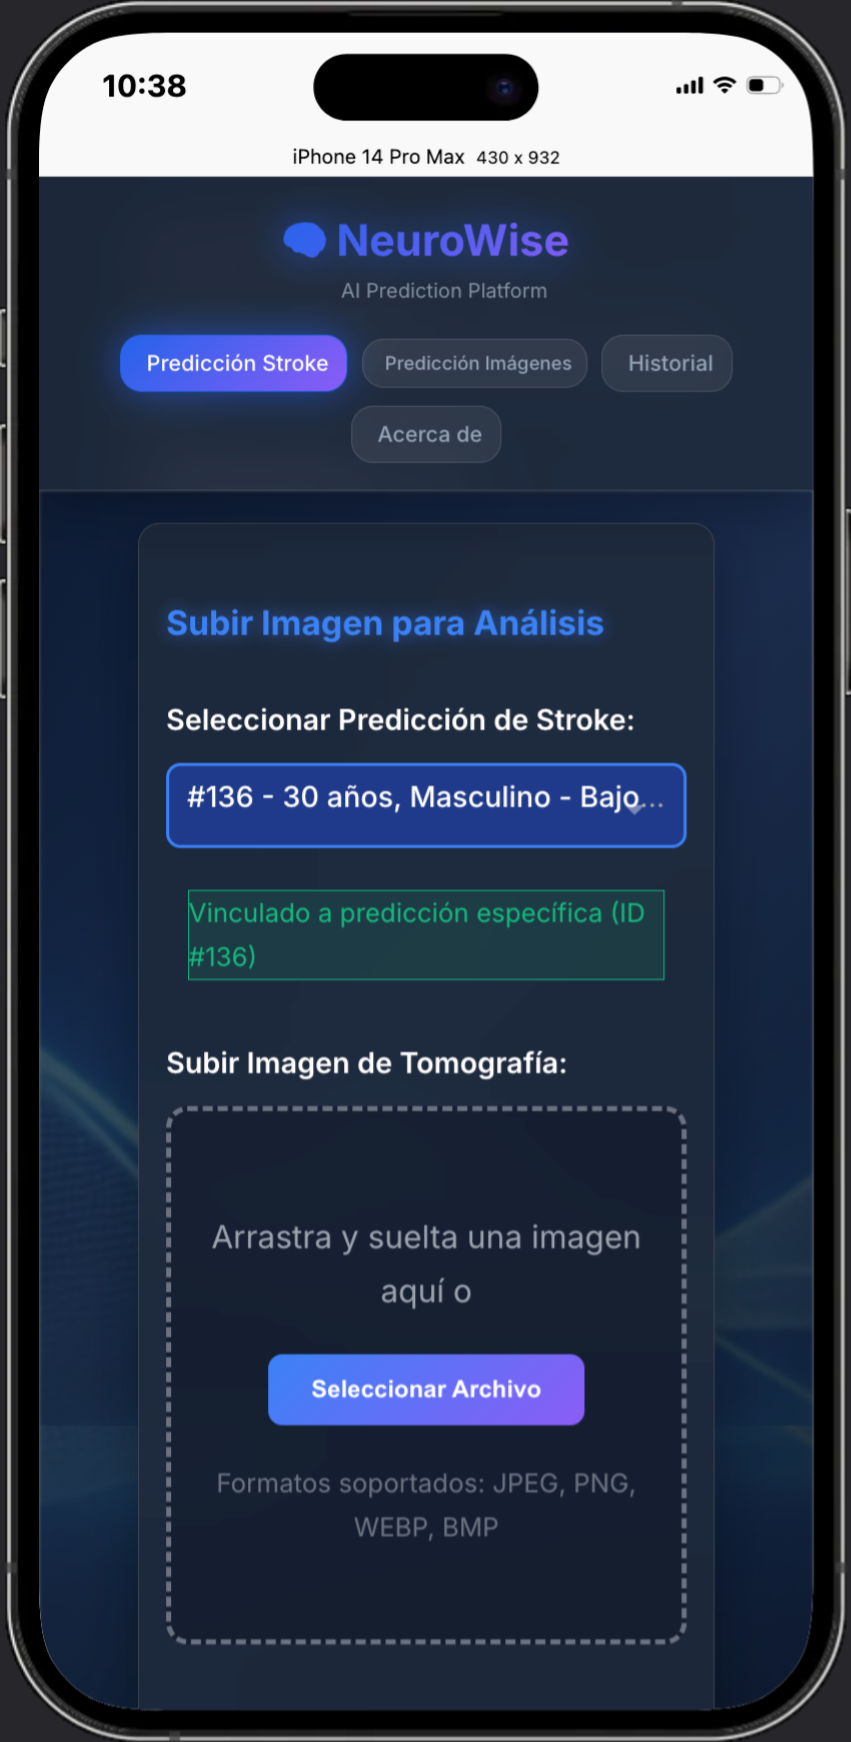 10:38
iPhone 14 Pro Max 430 x 932
NeuroWise
AI Prediction Platform
Predicción Stroke
Predicción Imágenes
Historial
Acerca de
Subir Imagen para Análisis
Seleccionar Predicción de Stroke:
#136 - 30 años, Masculino - Bajo...
Vinculado a predicción específica (ID
#136)
Subir Imagen de Tomografía:
Arrastra y suelta una imagen
aquí o
Seleccionar Archivo
Formatos soportados: JPEG, PNG,
WEBP, BMP